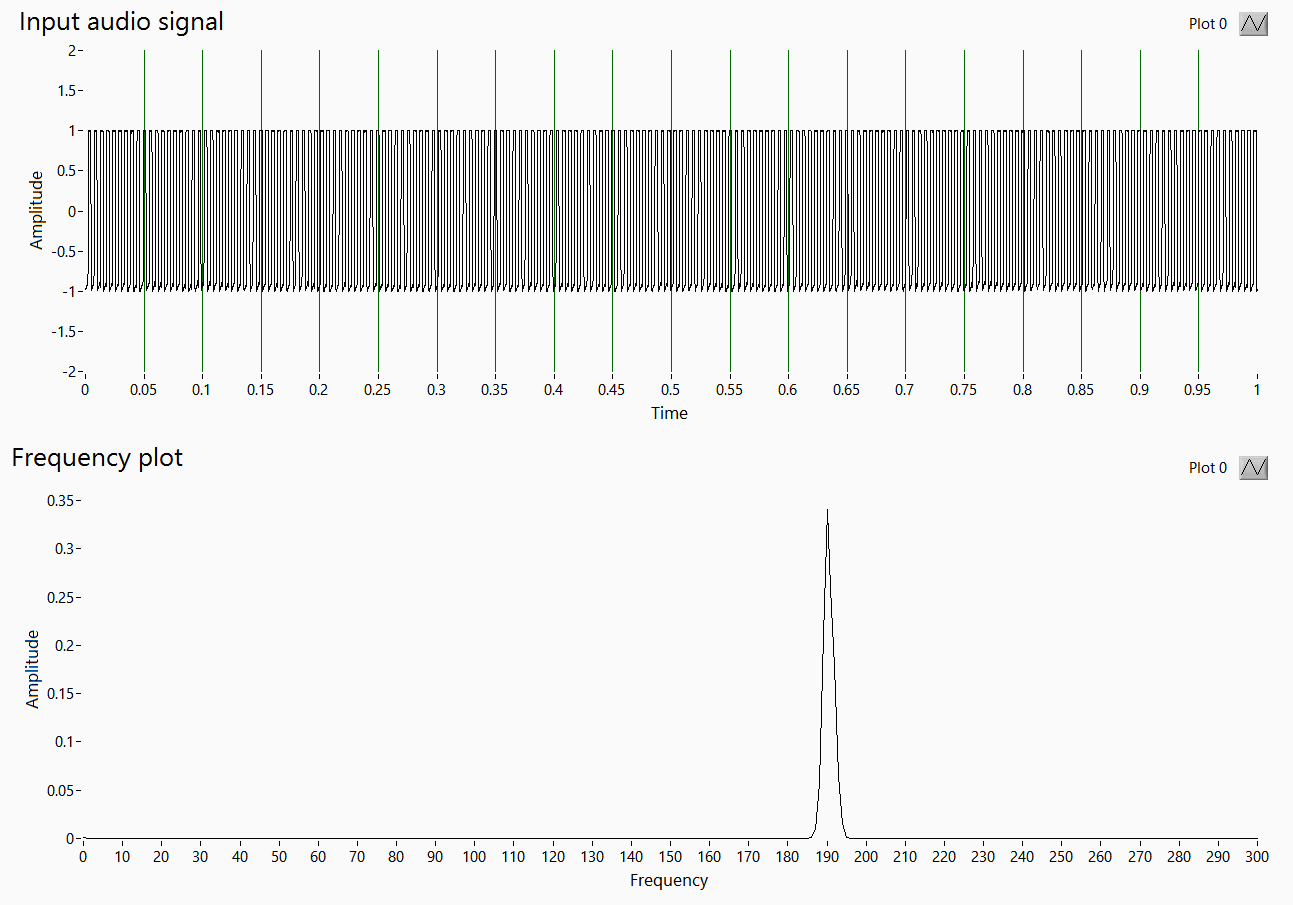 Input audio signal
Plot 0
2
1.5
1
0.5
0
-0.5
-1
-1.5
-2
Amplitude
0 0.05 0.1 0.15 0.2 0.25 0.3 0.35 0.4 0.45 0.5 0.55 0.6 0.65 0.7 0.75 0.8 0.85 0.9 0.95 1
Time
Frequency plot
Plot 0
0.35
0.3
0.25
0.2
0.15
0.1
0.05
0
Amplitude
0 10 20 30 40 50 60 70 80 90 100 110 120 130 140 150 160 170 180 190 200 210 220 230 240 250 260 270 280 290 300
Frequency